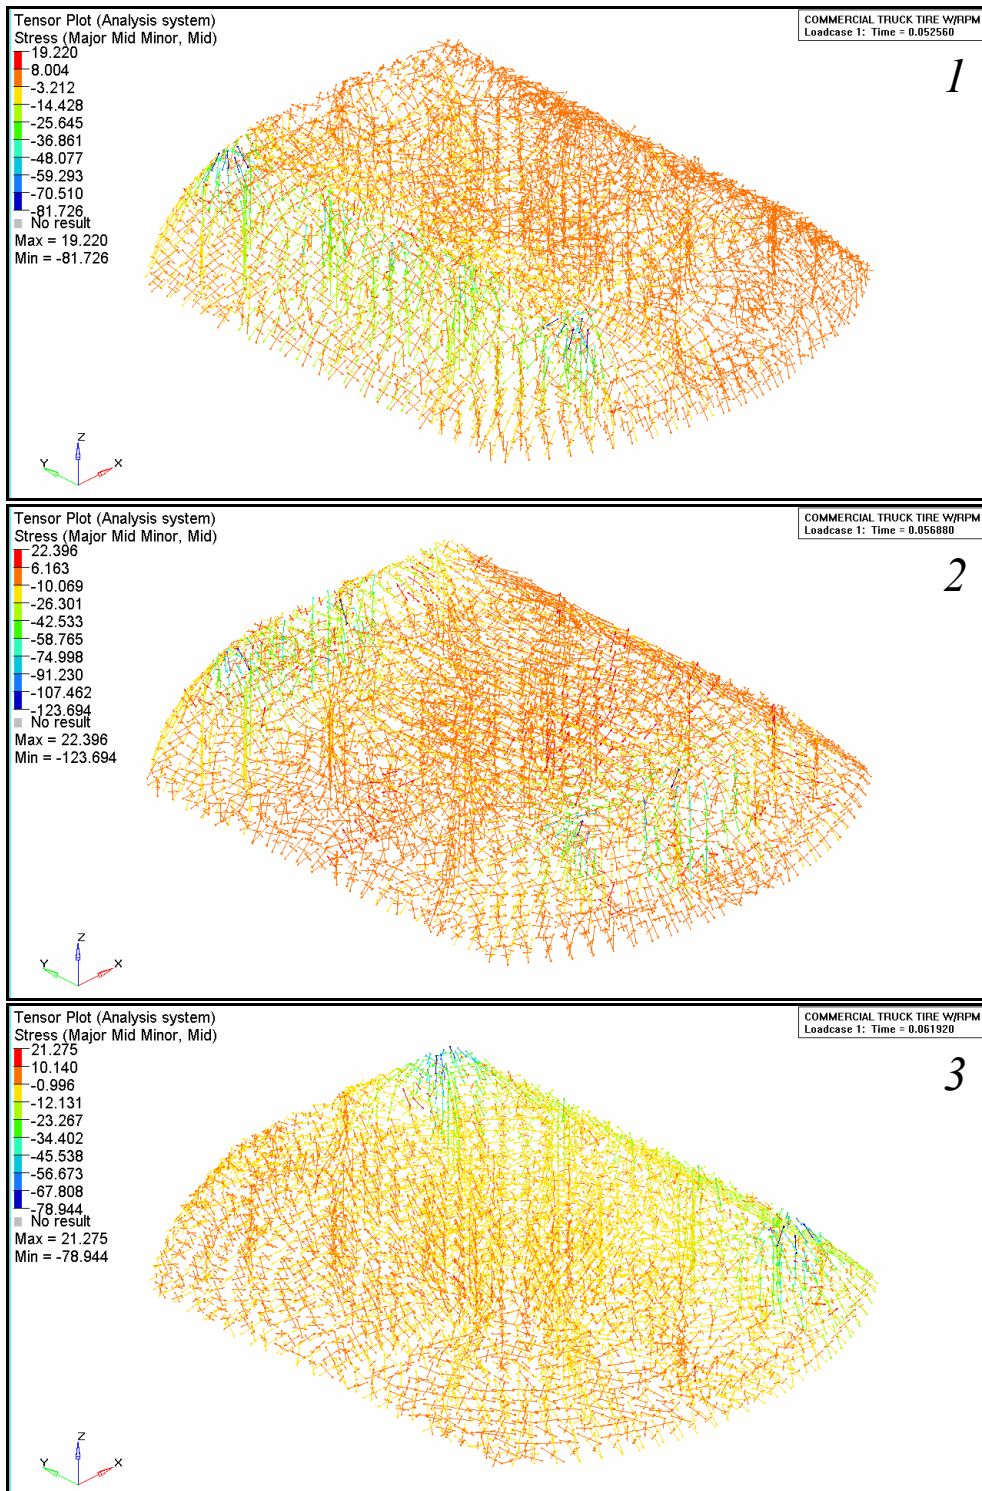 Tensor Plot (Analysis system)
Stress (Major Mid Minor, Mid)
19.220
8.004
-3.212
-14.428
-25.645
-36.861
-48.077
-59.293
-70.510
-81.726
No result
Max = 19.220
Min = -81.726
COMMERCIAL TRUCK TIRE W/RPM
Loadcase 1: Time = 0.052560
1
Z
Y
X
Tensor Plot (Analysis system)
Stress (Major Mid Minor, Mid)
22.396
6.163
-10.069
-26.301
-42.533
-58.765
-74.998
-91.230
-107.462
-123.694
No result
Max = 22.396
Min = -123.694
COMMERCIAL TRUCK TIRE W/RPM
Loadcase 1: Time = 0.056880
2
Z
Y
X
Tensor Plot (Analysis system)
Stress (Major Mid Minor, Mid)
21.275
10.140
-0.996
-12.131
-23.267
-34.402
-45.538
-56.673
-67.808
-78.944
No result
Max = 21.275
Min = -78.944
COMMERCIAL TRUCK TIRE W/RPM
Loadcase 1: Time = 0.061920
3
Z
Y
X